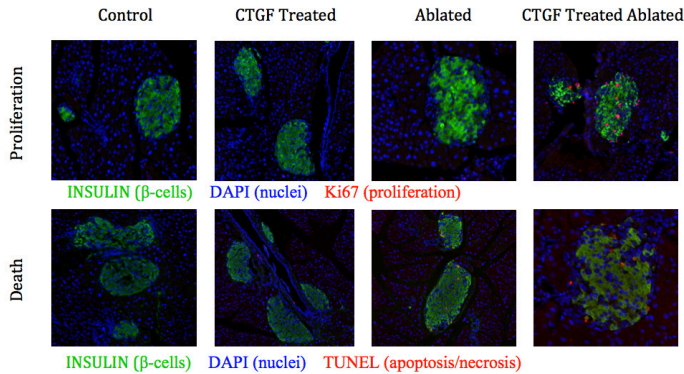 Control CTGF Treated Ablated CTGF Treated Ablated
Proliferation
INSULIN (β-cells) DAPI (nuclei) Ki67 (proliferation)
Death
INSULIN (β-cells) DAPI (nuclei) TUNEL (apoptosis/necrosis)